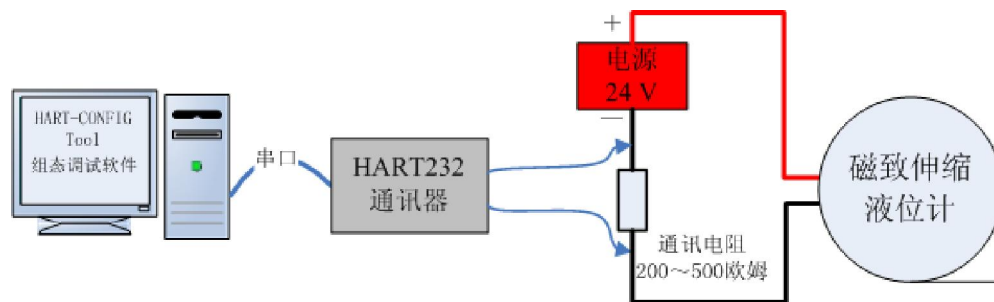 HART-CONFIG
Tool
组态调试软件
串口
HART232
通讯器
+
电源
24 V
—
通讯电阻
200～500欧姆
磁致伸缩
液位计